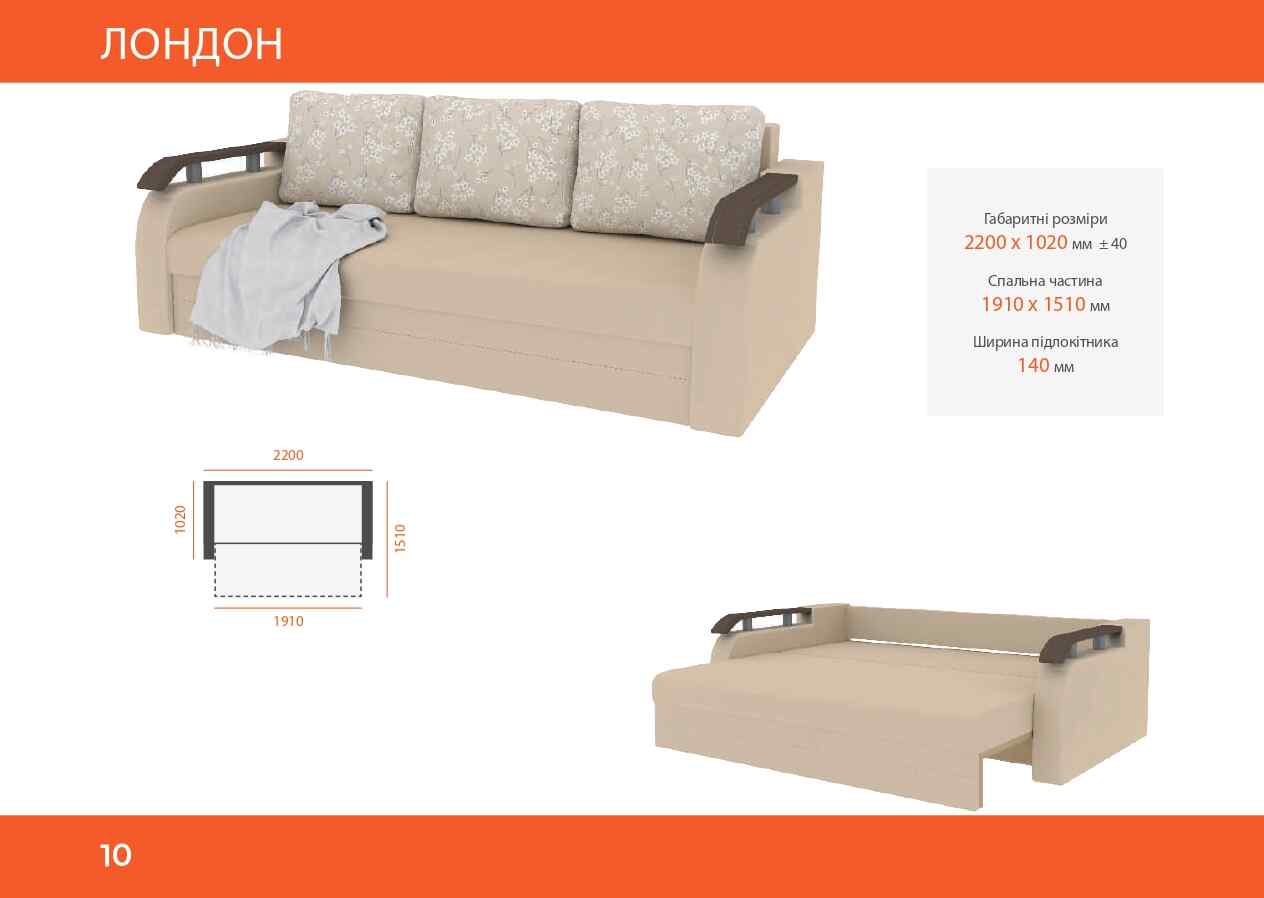 ЛОНДОН
Габаритні розміри
2200 х 1020 мм ± 40
Спальна частина
1910 х 1510 мм
Ширина підлокітника
140 мм
2200
1020
1510
1910
10